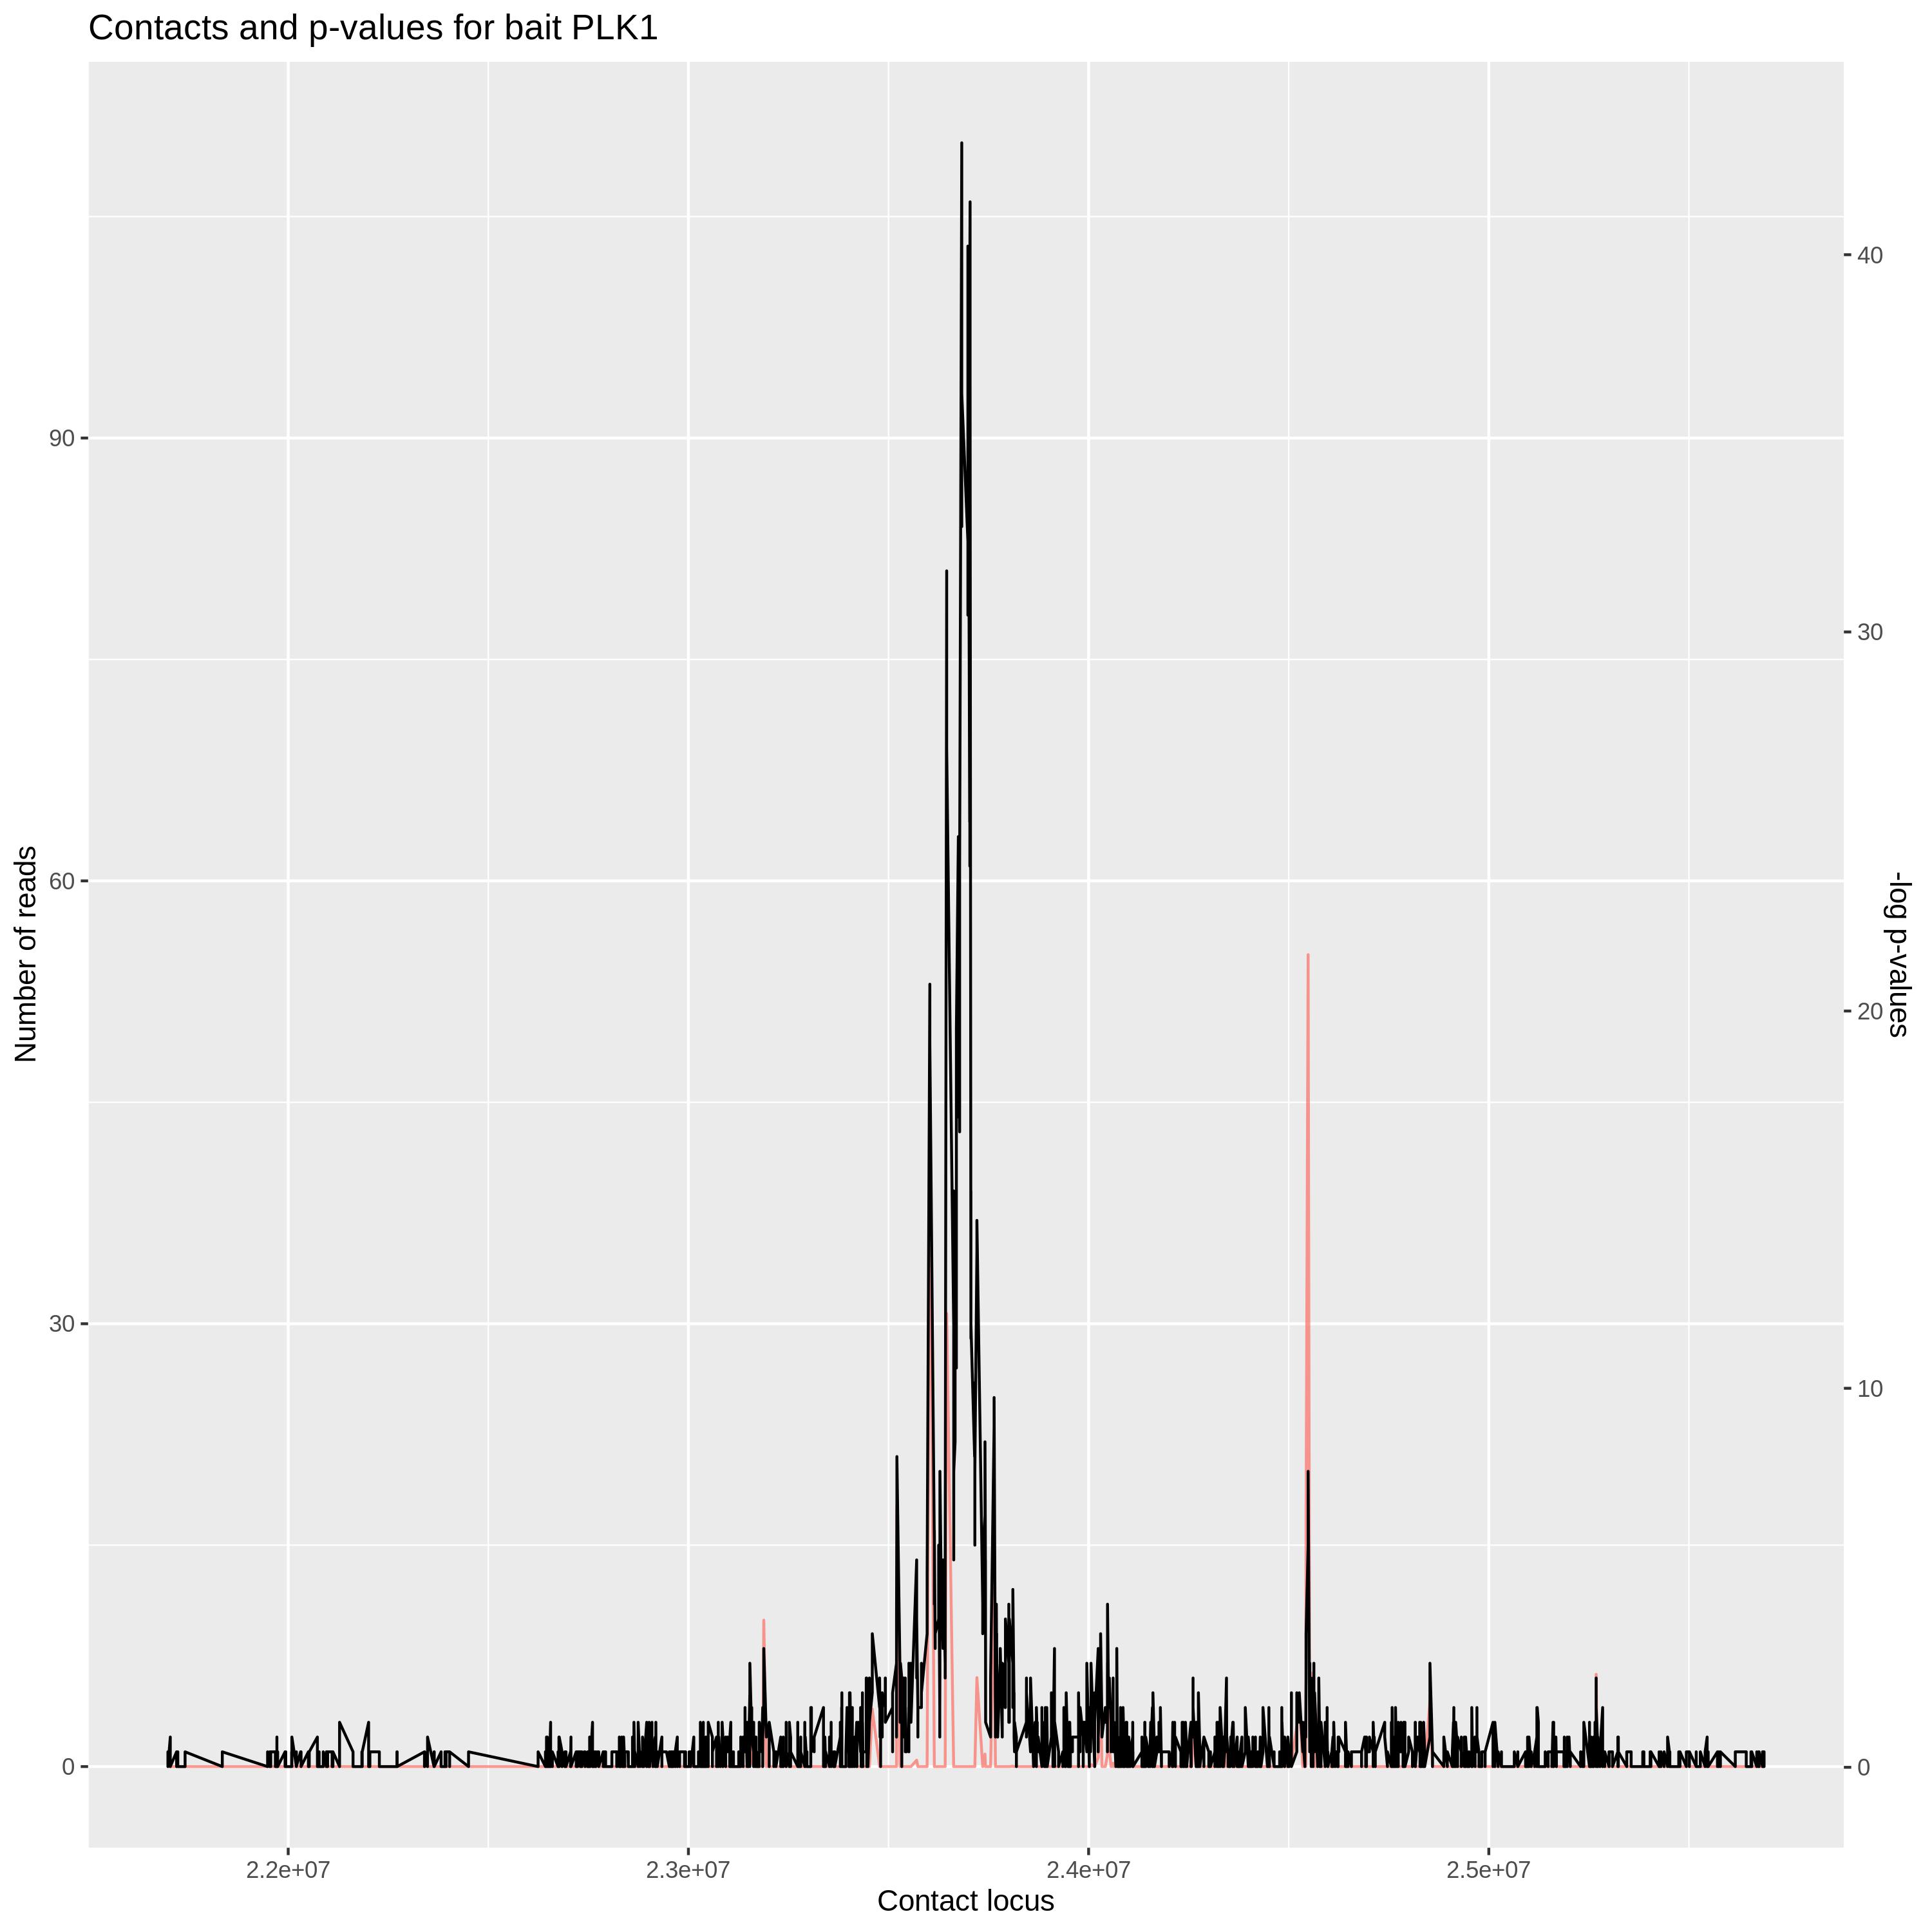 Contacts and p-values for bait PLK1
Number of reads
90
60
30
0
40
30
20
10
0
-log p-values
2.2e+07
2.3e+07
2.4e+07
2.5e+07
Contact locus